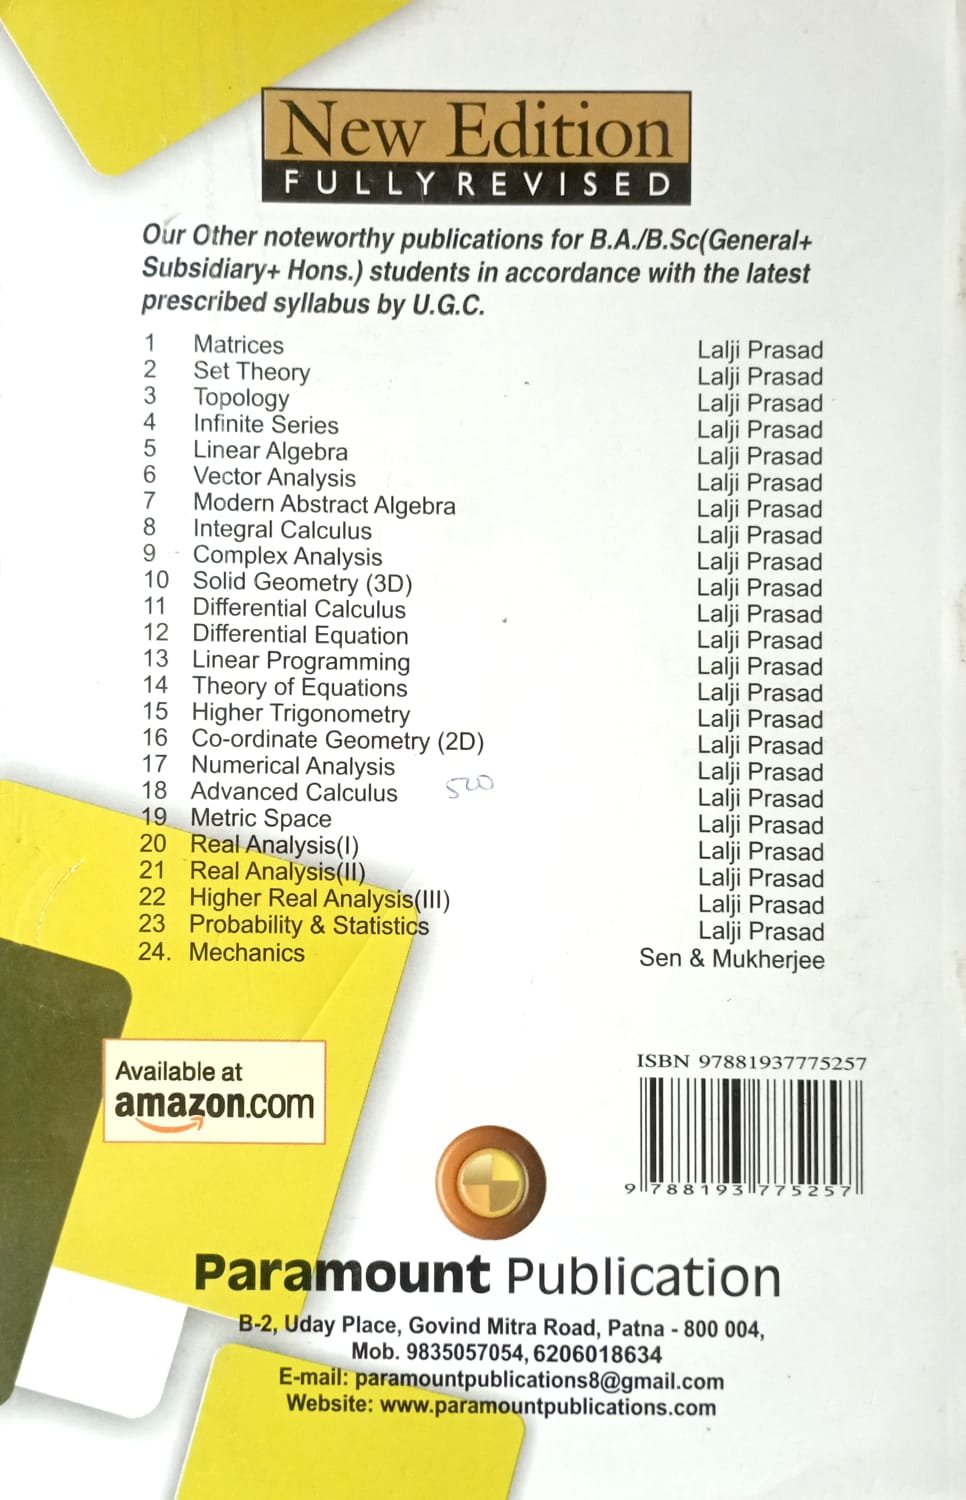 New Edition
FULLY REVISED
Our Other noteworthy publications for B.A./B.Sc(General+
Subsidiary+ Hons.) students in accordance with the latest
prescribed syllabus by U.G.C.
1 Matrices Lalji Prasad
2 Set Theory Lalji Prasad
3 Topology Lalji Prasad
4 Infinite Series Lalji Prasad
5 Linear Algebra Lalji Prasad
6 Vector Analysis Lalji Prasad
7 Modern Abstract Algebra Lalji Prasad
8 Integral Calculus Lalji Prasad
9 Complex Analysis Lalji Prasad
10 Solid Geometry (3D) Lalji Prasad
11 Differential Calculus Lalji Prasad
12 Differential Equation Lalji Prasad
13 Linear Programming Lalji Prasad
14 Theory of Equations Lalji Prasad
15 Higher Trigonometry Lalji Prasad
16 Co-ordinate Geometry (2D) Lalji Prasad
17 Numerical Analysis Lalji Prasad
18 Advanced Calculus 520 Lalji Prasad
19 Metric Space Lalji Prasad
20 Real Analysis(I) Lalji Prasad
21 Real Analysis(II) Lalji Prasad
22 Higher Real Analysis(III) Lalji Prasad
23 Probability & Statistics Lalji Prasad
24. Mechanics Sen & Mukherjee
ISBN 97881937775257
9 788193 775257
Available at
amazon.com
Paramount Publication
B-2, Uday Place, Govind Mitra Road, Patna - 800 004,
Mob. 9835057054, 6206018634
E-mail: paramountpublications8@gmail.com
Website: www.paramountpublications.com